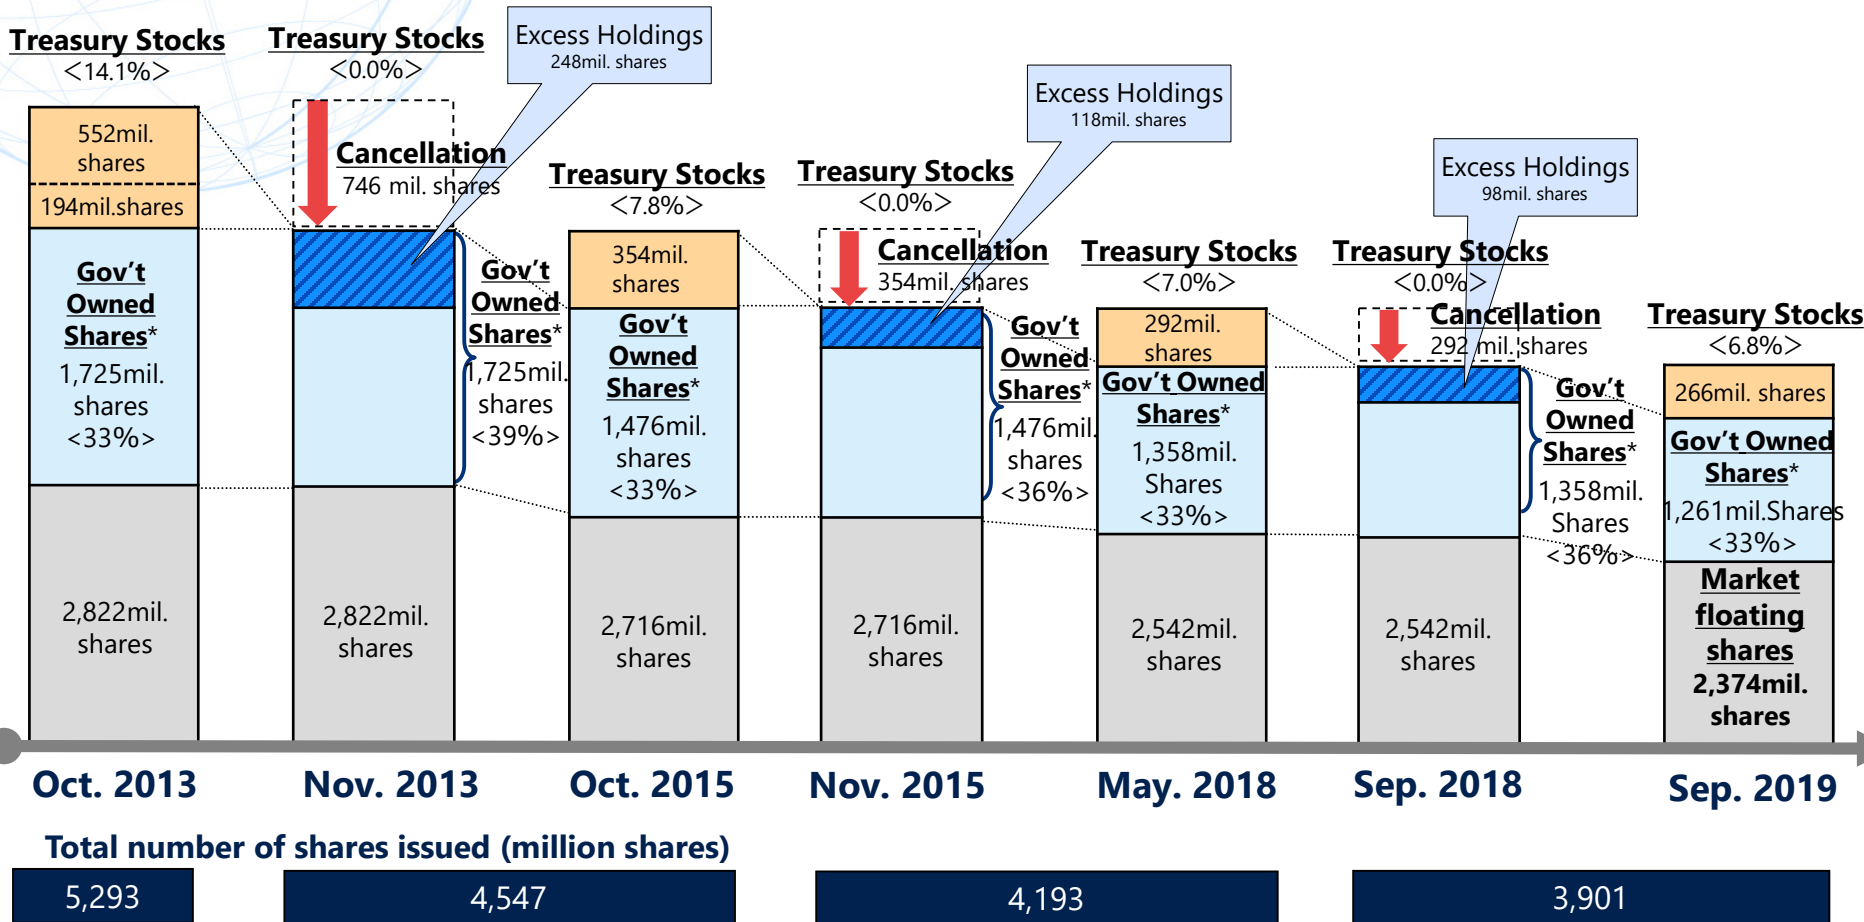 Treasury Stocks
<14.1%>
552mil.
shares
194mil.shares
Gov't
Owned
Shares*
1,725mil.
shares
<33%>
2,822mil.
shares
Treasury Stocks
<0.0%>
Cancellation
746 mil. shares
Excess Holdings
248mil. shares
Gov't
Owned
Shares*
1,725mil.
shares
<39%>
2,822mil.
shares
Treasury Stocks
<7.8%>
354mil.
shares
Gov't
Owned
Shares*
1,476mil.
shares
<33%>
2,716mil.
shares
Treasury Stocks
<0.0%>
Cancellation
354mil. shares
Excess Holdings
118mil. shares
Gov't
Owned
Shares*
1,476mil.
shares
<36%>
2,716mil.
shares
Treasury Stocks
<7.0%>
292mil.
shares
Gov't Owned
Shares*
1,358mil.
Shares
<33%>
2,542mil.
shares
Treasury Stocks
<0.0%>
Cancellation
292 mil. shares
Excess Holdings
98mil. shares
Gov't
Owned
Shares*
1,358mil.
Shares
<36%>
2,542mil.
shares
Treasury Stocks
<6.8%>
266mil. shares
Gov't Owned
Shares*
1,261mil.Shares
<33%>
Market
floating
shares
2,374mil.
shares
Oct. 2013
Nov. 2013
Oct. 2015
Nov. 2015
May. 2018
Sep. 2018
Sep. 2019
Total number of shares issued (million shares)
5,293
4,547
4,193
3,901